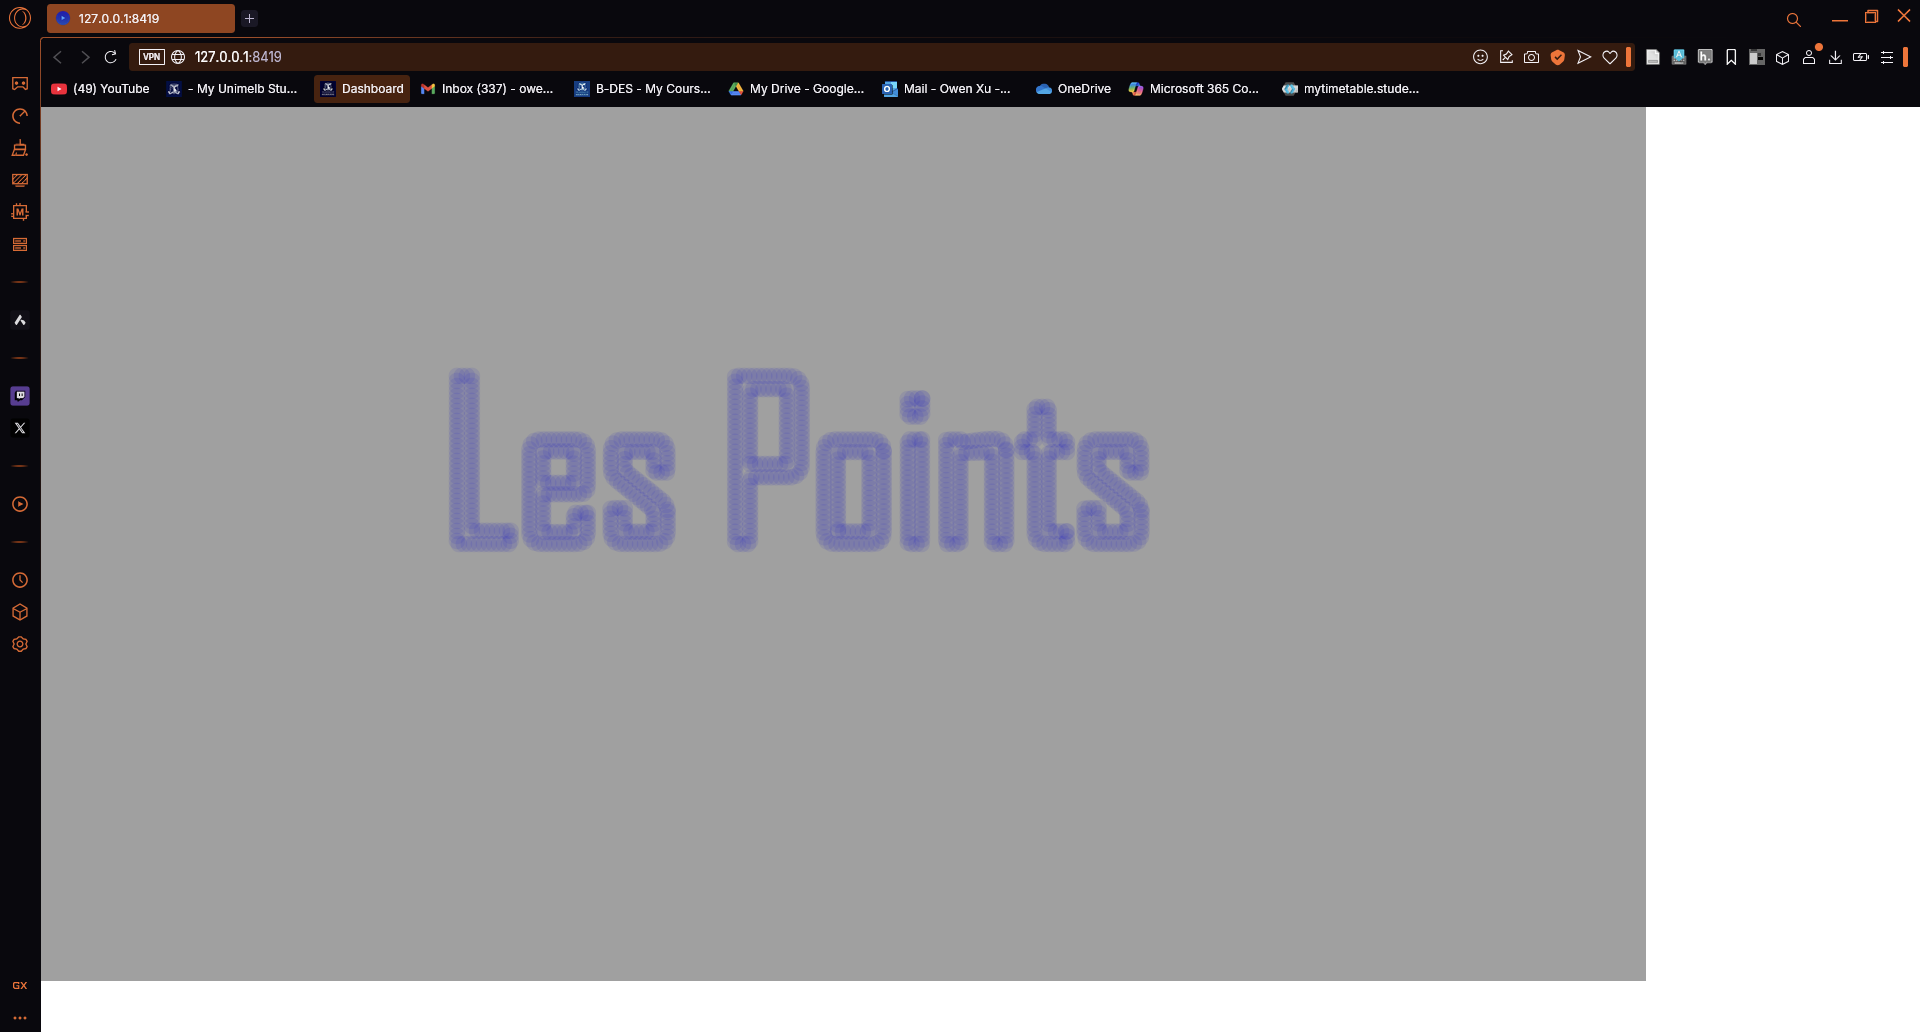 127.0.0.1:8419
VPN 127.0.0.1:8419
(49) YouTube - My Unimelb Stu... Dashboard Inbox (337) - owe... B-DES - My Cours... My Drive - Google... Mail - Owen Xu -... OneDrive Microsoft 365 Co... mytimetable.stude...
Les Points
GX